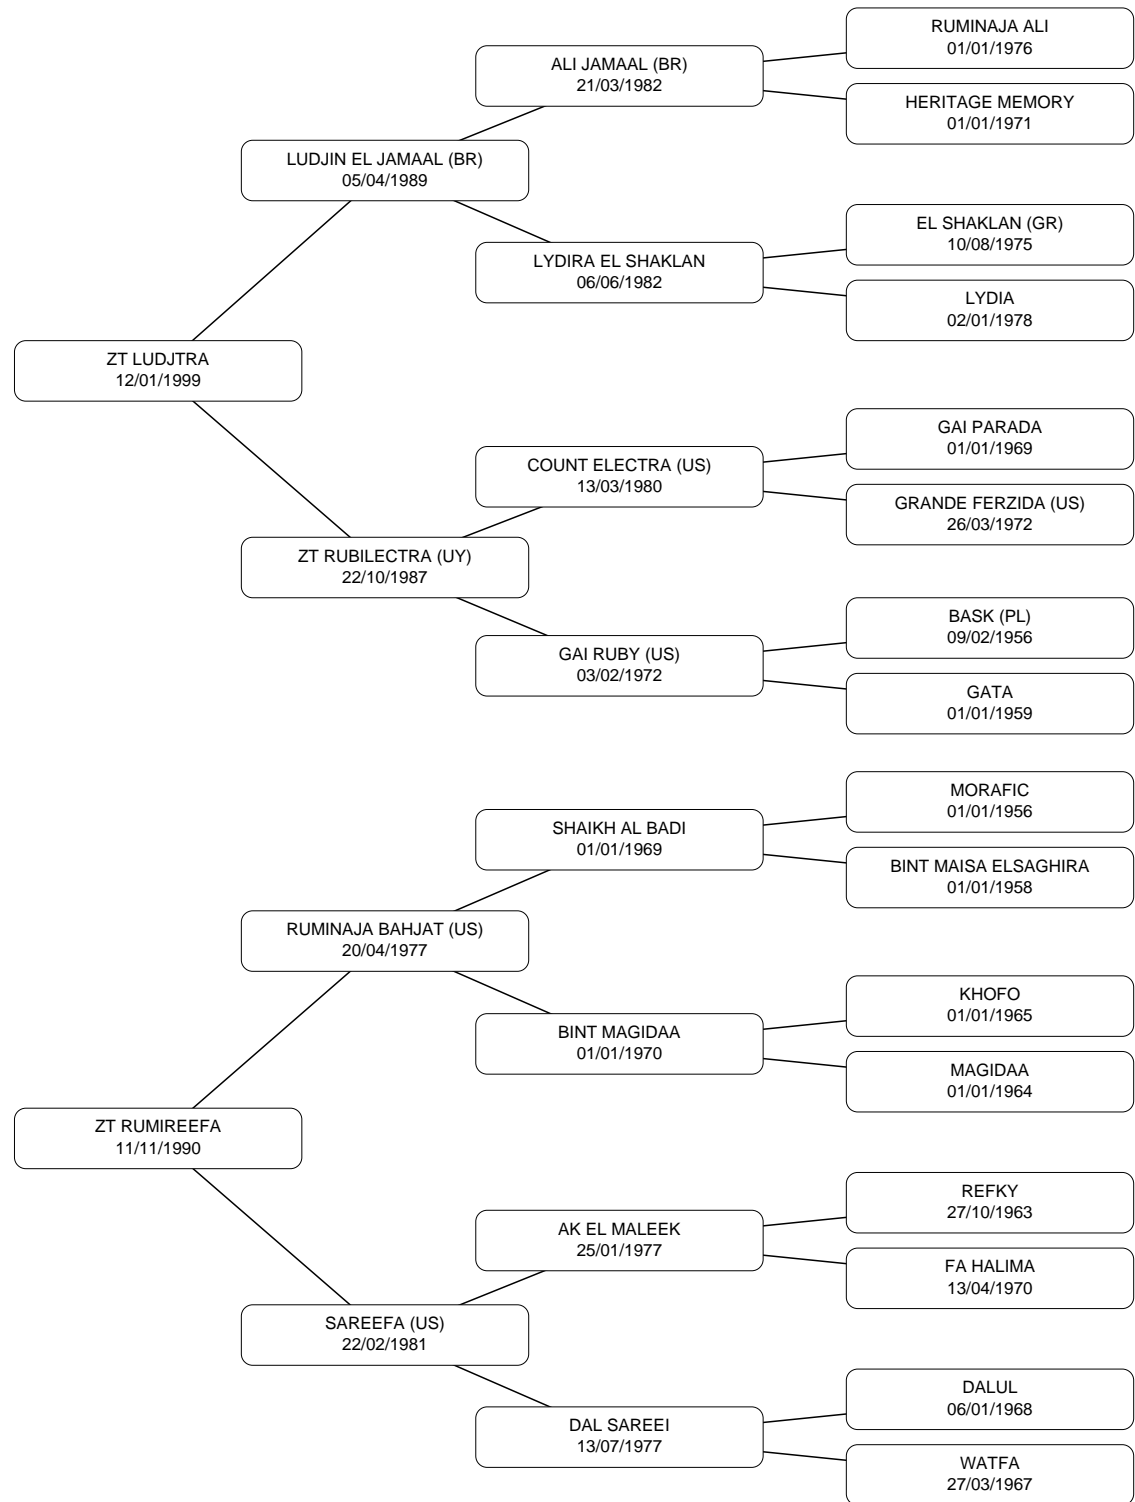 RUMINAJA ALI
01/01/1976
ALI JAMAAL (BR)
21/03/1982
HERITAGE MEMORY
01/01/1971
LUDJIN EL JAMAAL (BR)
05/04/1989
EL SHAKLAN (GR)
10/08/1975
LYDIRA EL SHAKLAN
06/06/1982
LYDIA
02/01/1978
ZT LUDJTRA
12/01/1999
GAI PARADA
01/01/1969
COUNT ELECTRA (US)
13/03/1980
GRANDE FERZIDA (US)
26/03/1972
ZT RUBILECTRA (UY)
22/10/1987
BASK (PL)
09/02/1956
GAI RUBY (US)
03/02/1972
GATA
01/01/1959
MORAFIC
01/01/1956
SHAIKH AL BADI
01/01/1969
BINT MAISA ELSAGHIRA
01/01/1958
RUMINAJA BAHJAT (US)
20/04/1977
KHOFO
01/01/1965
BINT MAGIDAA
01/01/1970
MAGIDAA
01/01/1964
ZT RUMIREEFA
11/11/1990
REFKY
27/10/1963
AK EL MALEEK
25/01/1977
FA HALIMA
13/04/1970
SAREEFA (US)
22/02/1981
DALUL
06/01/1968
DAL SAREEI
13/07/1977
WATFA
27/03/1967